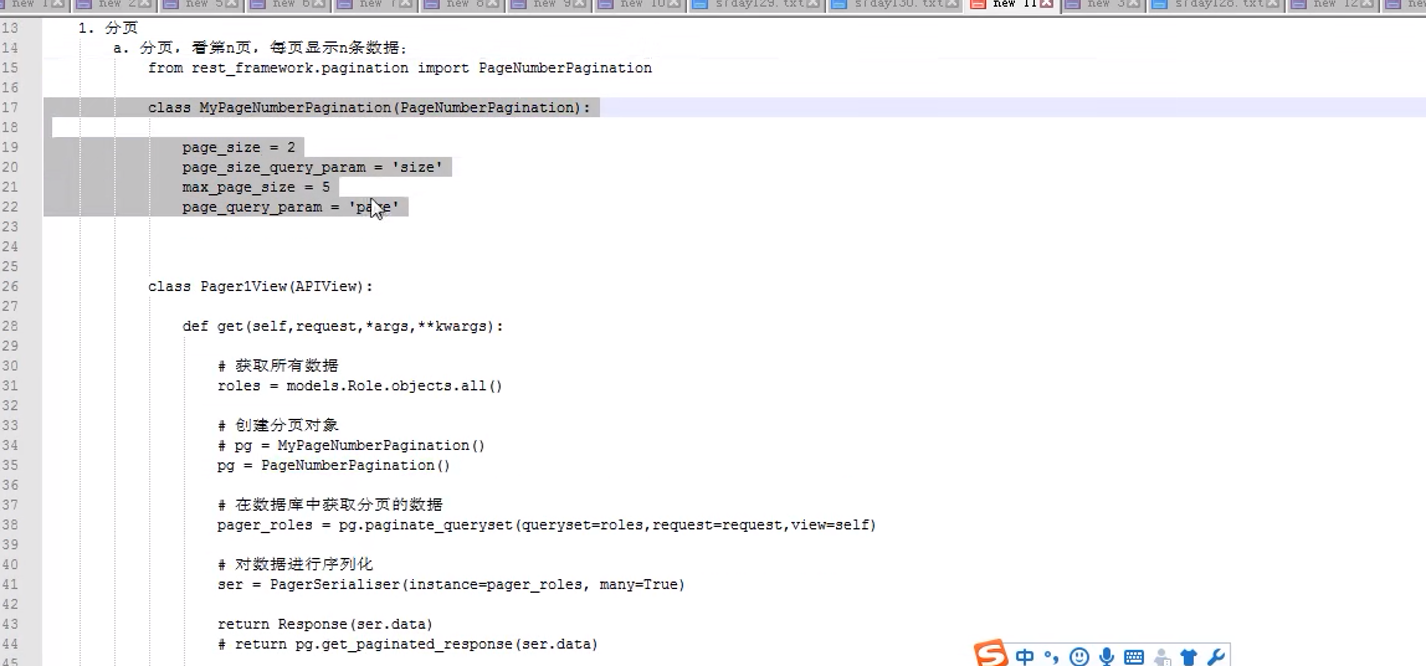 new 1 new 2 new 5 new 6 new 7 new 8 new 9 new 10 s7day129.txt s7day130.txt new 11 new 3 s7day128.txt new 12
13 1. 分页
14 a. 分页，看第n页，每页显示n条数据；
15 from rest_framework.pagination import PageNumberPagination
16
17 class MyPageNumberPagination(PageNumberPagination):
18
19 page_size = 2
20 page_size_query_param = 'size'
21 max_page_size = 5
22 page_query_param = 'page'
23
24
25
26 class Pager1View(APIView):
27
28 def get(self,request,*args,**kwargs):
29
30 # 获取所有数据
31 roles = models.Role.objects.all()
32
33 # 创建分页对象
34 # pg = MyPageNumberPagination()
35 pg = PageNumberPagination()
36
37 # 在数据库中获取分页的数据
38 pager_roles = pg.paginate_queryset(queryset=roles,request=request,view=self)
39
40 # 对数据进行序列化
41 ser = PagerSerialiser(instance=pager_roles, many=True)
42
43 return Response(ser.data)
44 # return pg.get_paginated_response(ser.data)
45
中